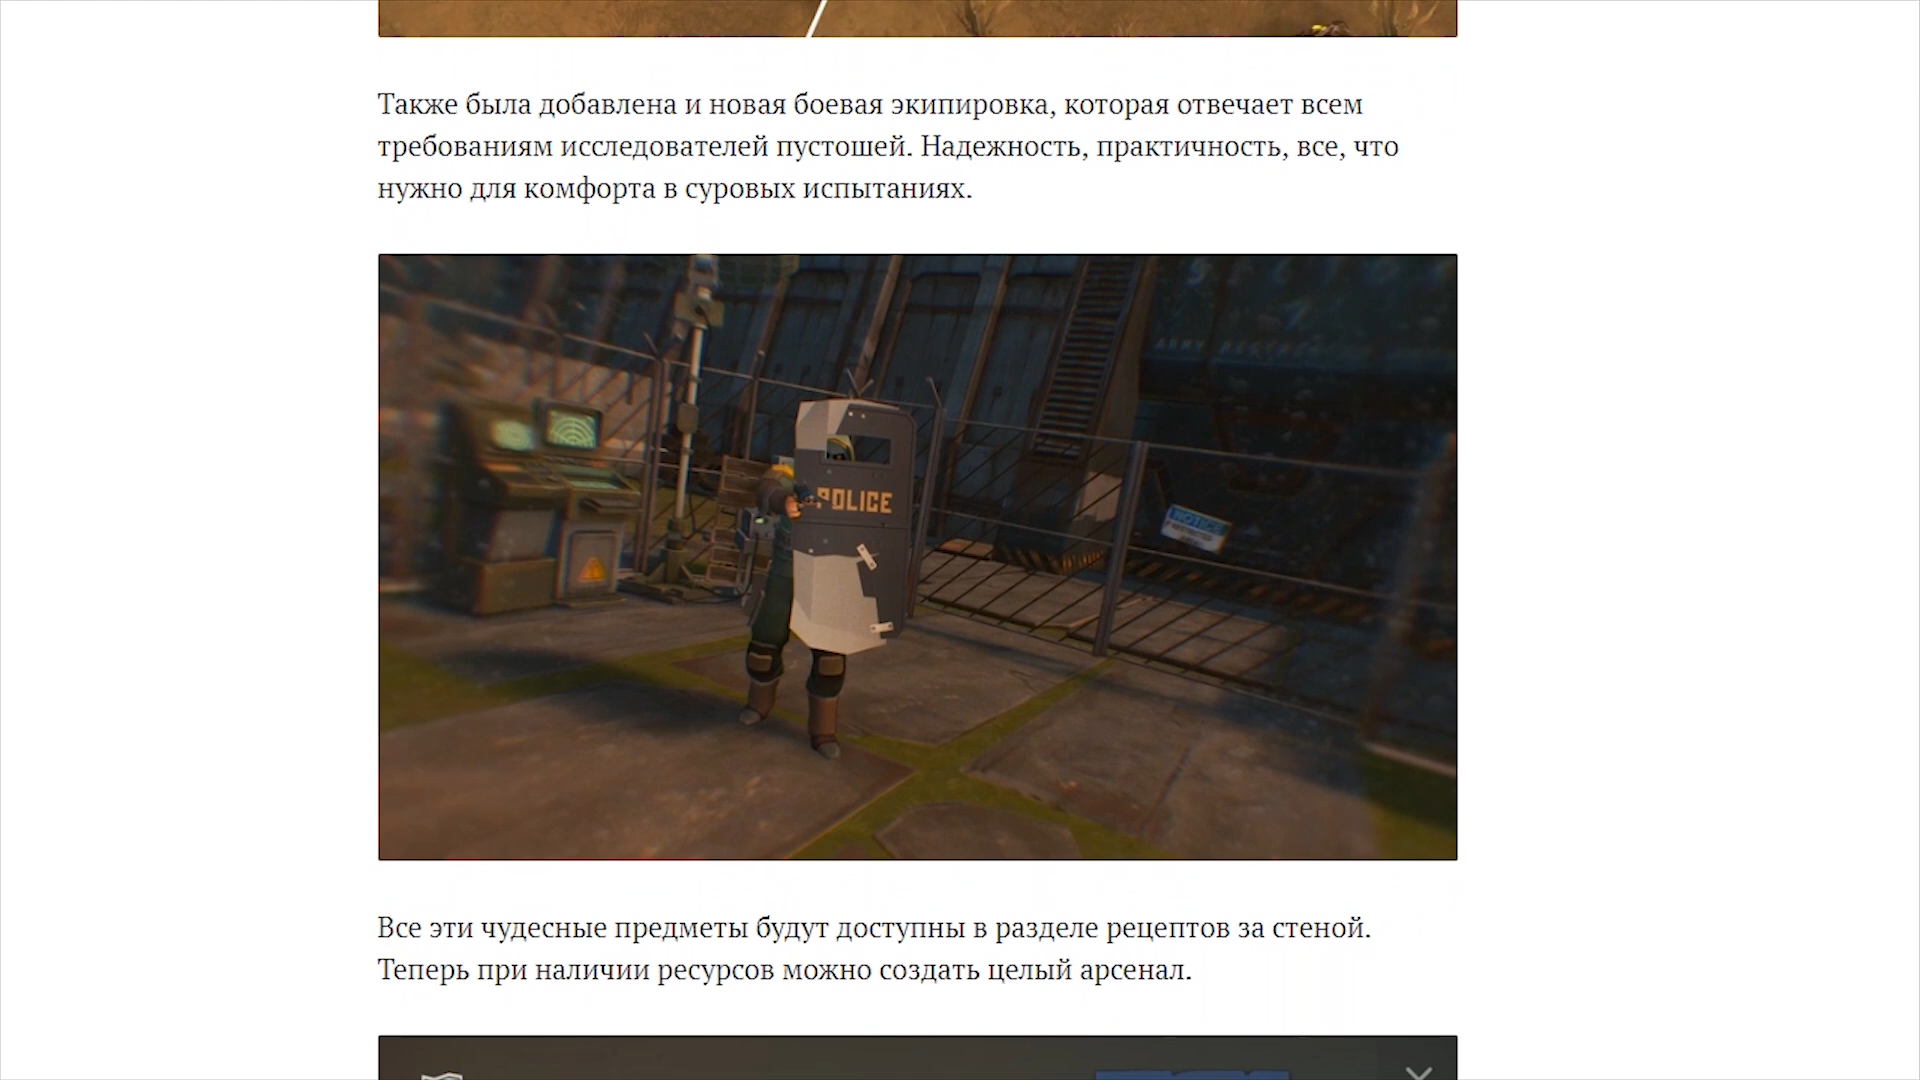 Также была добавлена и новая боевая экипировка, которая отвечает всем
требованиям исследователей пустошей. Надежность, практичность, все, что
нужно для комфорта в суровых испытаниях.
POLICE
NOTICE
Все эти чудесные предметы будут доступны в разделе рецептов за стеной.
Теперь при наличии ресурсов можно создать целый арсенал.